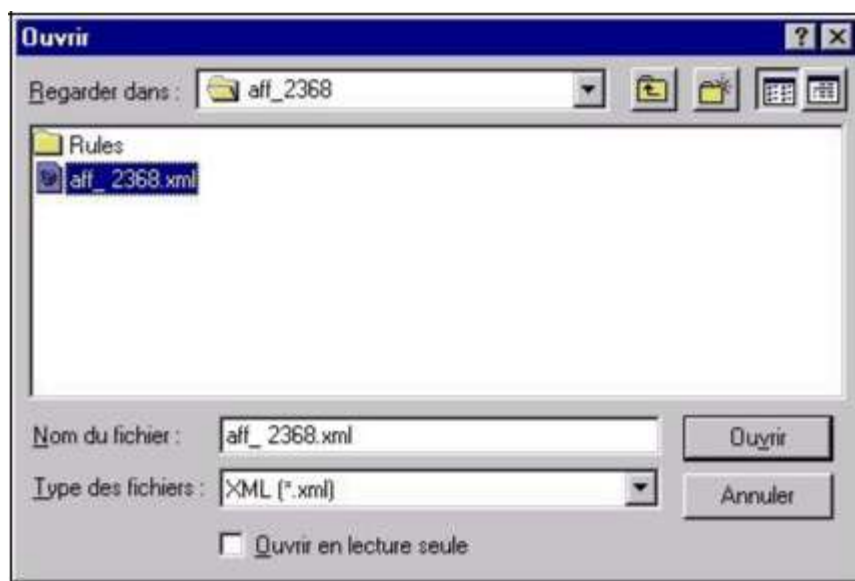 Ouvrir
Regarder dans : aff_2368
Rules
aff_ 2368.xml
Nom du fichier : aff_ 2368.xml Ouvrir
Type des fichiers : XML (*.xml) Annuler
Ouvrir en lecture seule